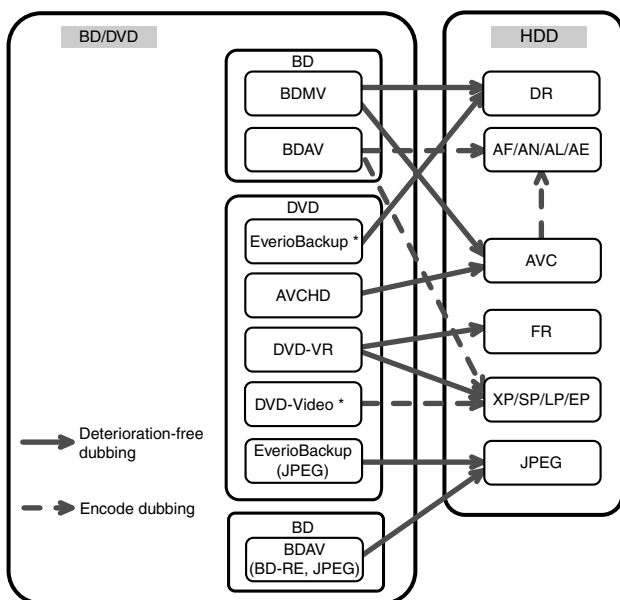 BD/DVD
HDD
BD
BDMV
BDAV
DVD
EverioBackup *
AVCHD
DVD-VR
DVD-Video *
EverioBackup
(JPEG)
BD
BDAV
(BD-RE, JPEG)
DR
AF/AN/AL/AE
AVC
FR
XP/SP/LP/EP
JPEG
Deterioration-free
dubbing
Encode dubbing